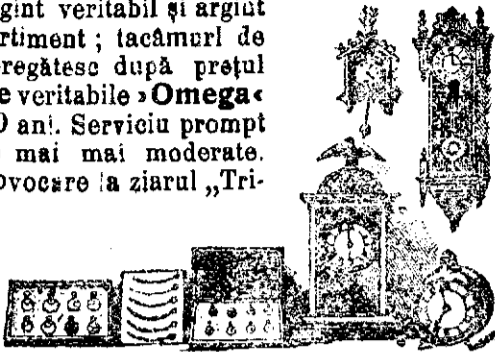 gint veritabil și argint
rtiment; tacâmuri de
regătesc după prețul
e veritabile »Omega«
0 ani. Serviciu prompt
mai mai moderate.
ovocare la ziarul „Tri-